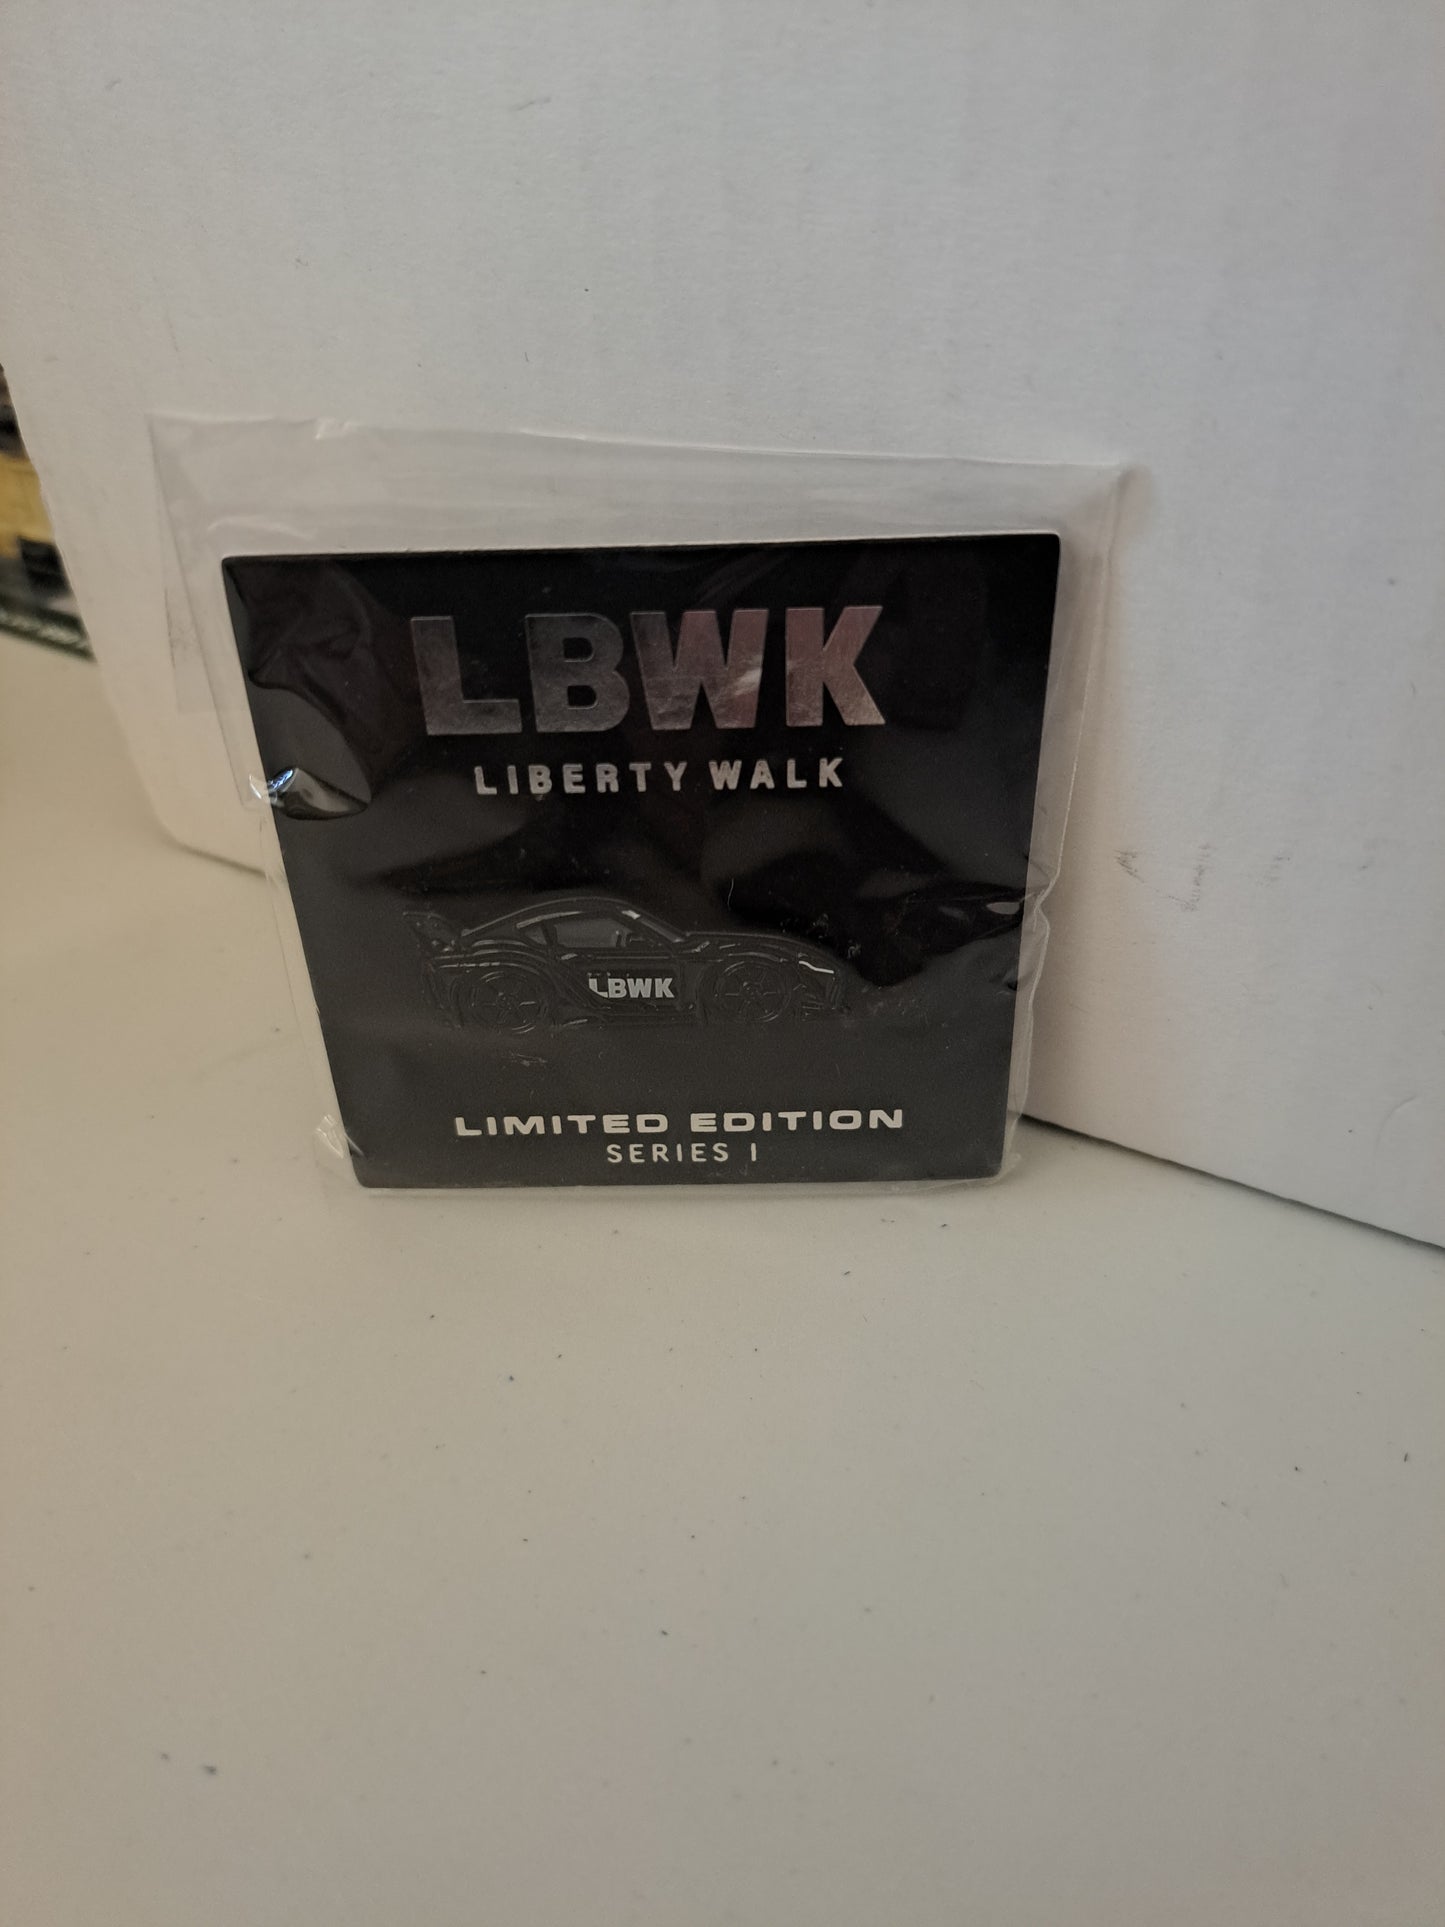 LBWK
LIBERTY WALK
LBWK
LIMITED EDITION
SERIES I